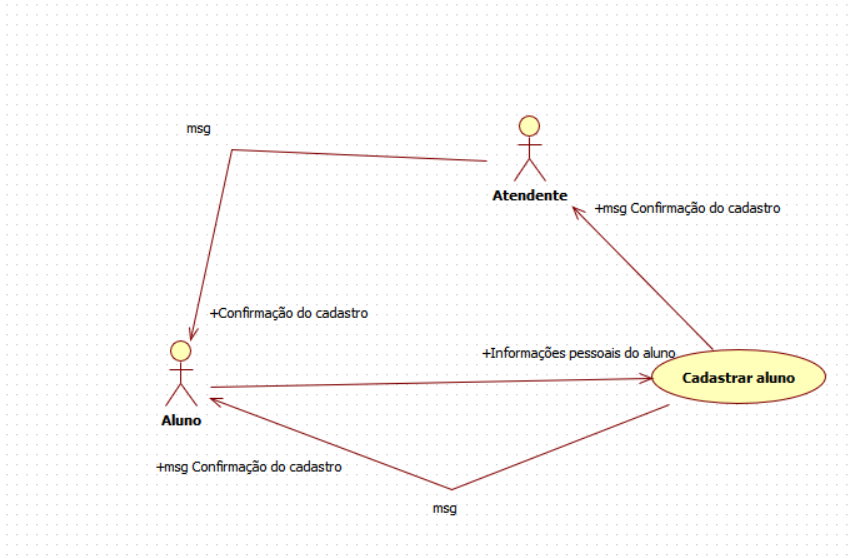 msg
Atendente
+msg Confirmação do cadastro
+Confirmação do cadastro
+Informações pessoais do aluno
Cadastrar aluno
Aluno
+msg Confirmação do cadastro
msg